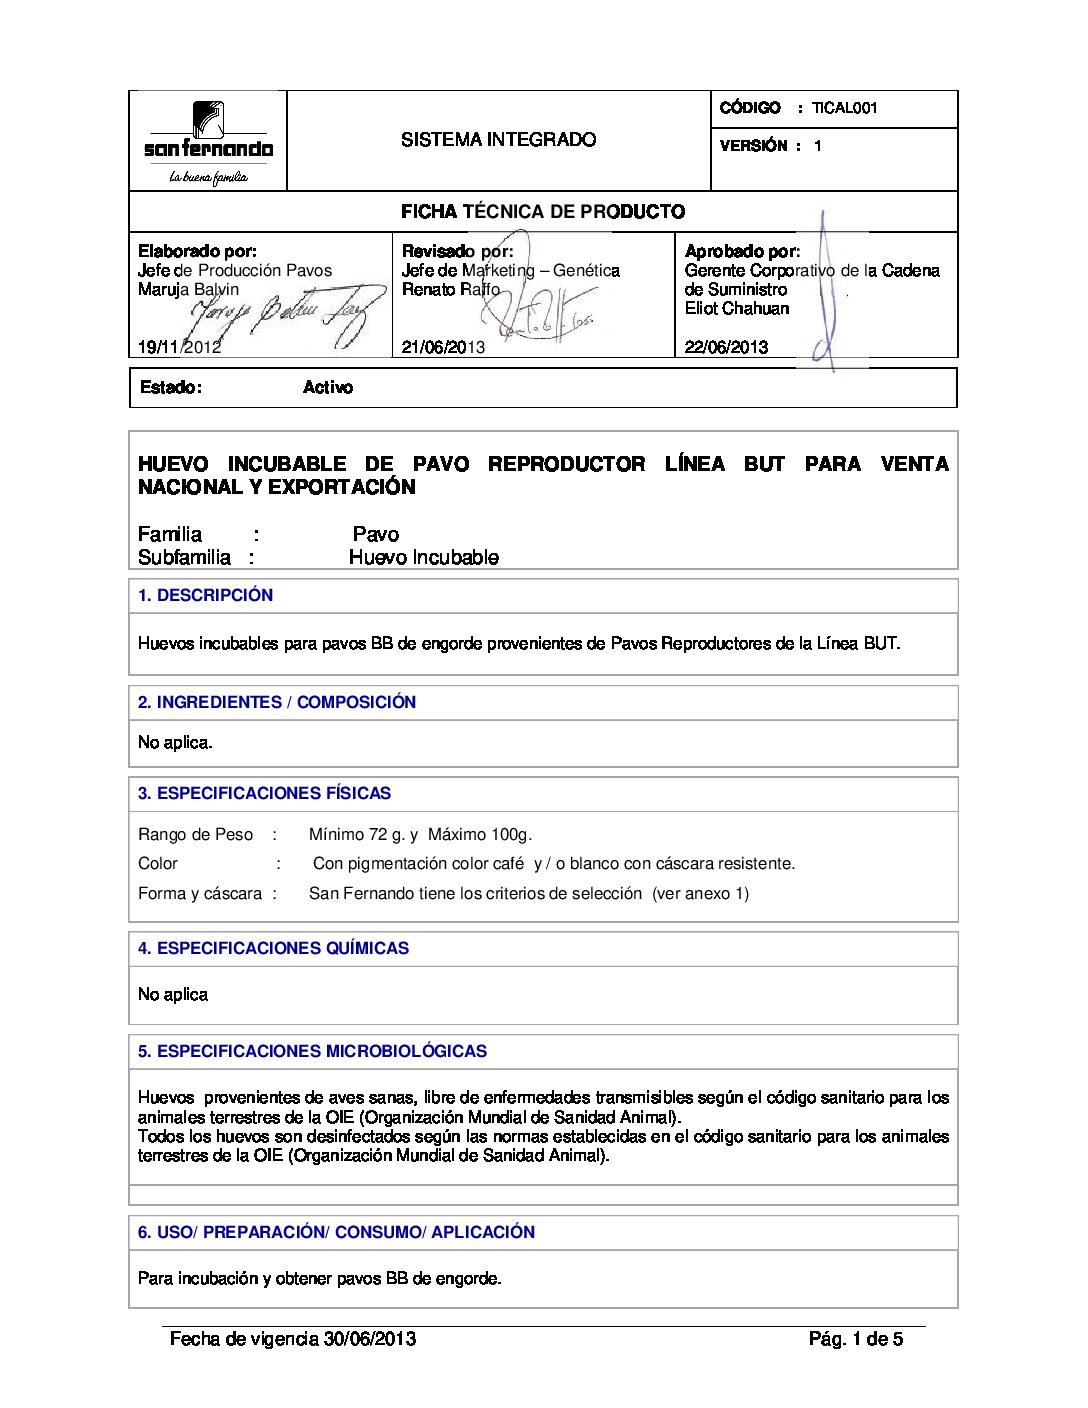 san fernando
La buena familia
SISTEMA INTEGRADO
CÓDIGO : TICAL001
VERSIÓN : 1
FICHA TÉCNICA DE PRODUCTO
Elaborado por:
Jefe de Producción Pavos
Maruja Balvin
19/11/2012
Revisado por:
Jefe de Marketing – Genética
Renato Raffo
21/06/2013
Aprobado por:
Gerente Corporativo de la Cadena
de Suministro
Eliot Chahuan
22/06/2013
Estado: Activo
HUEVO INCUBABLE DE PAVO REPRODUCTOR LÍNEA BUT PARA VENTA
NACIONAL Y EXPORTACIÓN
Familia : Pavo
Subfamilia : Huevo Incubable
1. DESCRIPCIÓN
Huevos incubables para pavos BB de engorde provenientes de Pavos Reproductores de la Línea BUT.
2. INGREDIENTES / COMPOSICIÓN
No aplica.
3. ESPECIFICACIONES FÍSICAS
Rango de Peso : Mínimo 72 g. y Máximo 100g.
Color : Con pigmentación color café y / o blanco con cáscara resistente.
Forma y cáscara : San Fernando tiene los criterios de selección (ver anexo 1)
4. ESPECIFICACIONES QUÍMICAS
No aplica
5. ESPECIFICACIONES MICROBIOLÓGICAS
Huevos provenientes de aves sanas, libre de enfermedades transmisibles según el código sanitario para los
animales terrestres de la OIE (Organización Mundial de Sanidad Animal).
Todos los huevos son desinfectados según las normas establecidas en el código sanitario para los animales
terrestres de la OIE (Organización Mundial de Sanidad Animal).
6. USO/ PREPARACIÓN/ CONSUMO/ APLICACIÓN
Para incubación y obtener pavos BB de engorde.
Fecha de vigencia 30/06/2013 Pág. 1 de 5